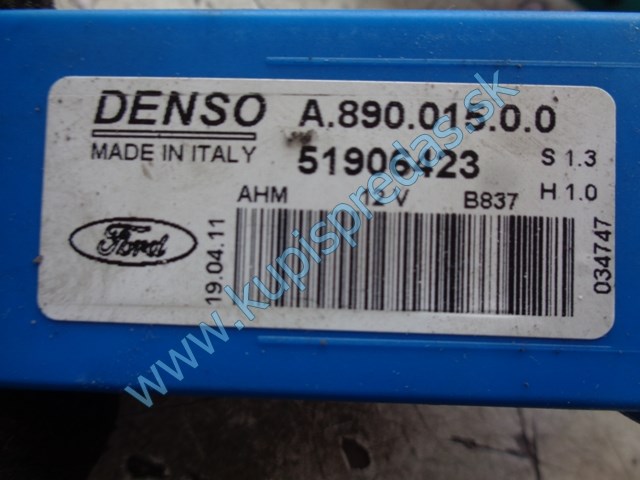 DENSO A.890.015.0.0
MADE IN ITALY 51906423 S 1.3
AHM 12 V B837 H 1.0
Ford
19.04.11
034747
www.kupispredas.sk